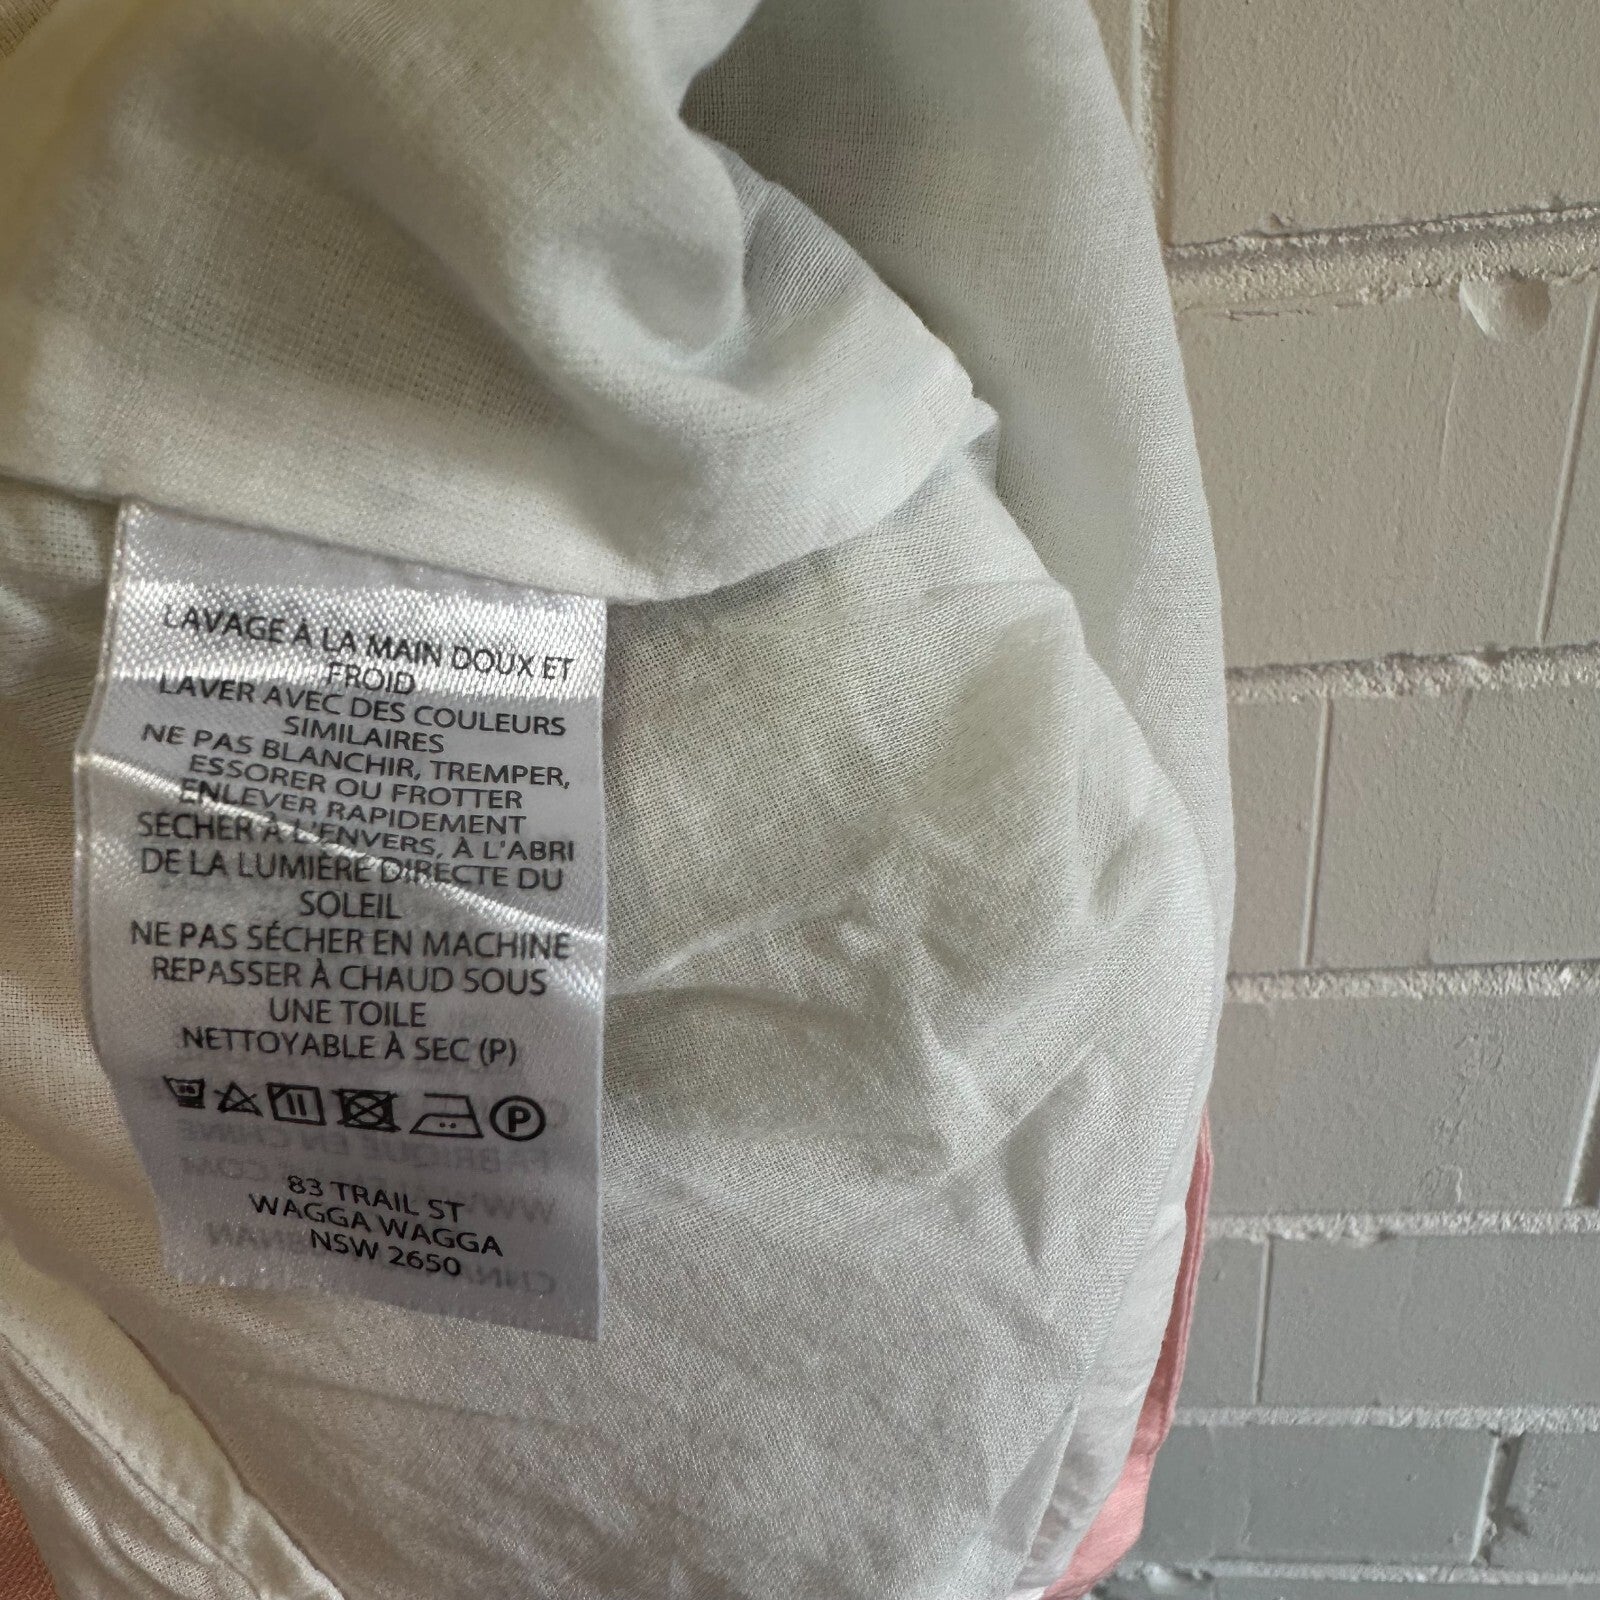 LAVAGE À LA MAIN DOUX ET
FROID
LAVER AVEC DES COULEURS
SIMILAIRES
NE PAS BLANCHIR, TREMPER,
ESSORER OU FROTTER
ENLEVER RAPIDEMENT
SÉCHER À L'ENVERS, À L'ABRI
DE LA LUMIÈRE DIRECTE DU
SOLEIL
NE PAS SÉCHER EN MACHINE
REPASSER À CHAUD SOUS
UNE TOILE
NETTOYABLE À SEC (P)
P
83 TRAIL ST
WAGGA WAGGA
NSW 2650